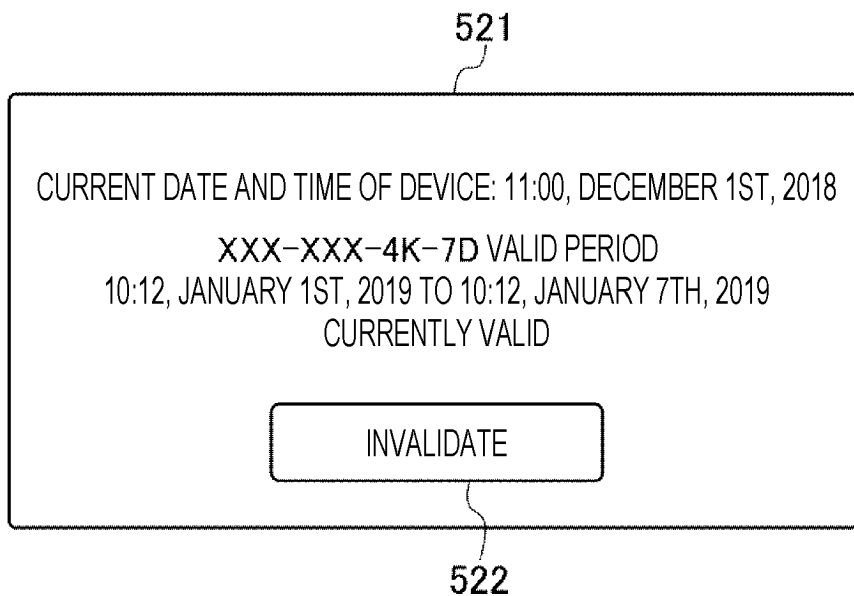 521
CURRENT DATE AND TIME OF DEVICE: 11:00, DECEMBER 1ST, 2018
XXX-XXX-4K-7D VALID PERIOD
10:12, JANUARY 1ST, 2019 TO 10:12, JANUARY 7TH, 2019
CURRENTLY VALID
INVALIDATE
522